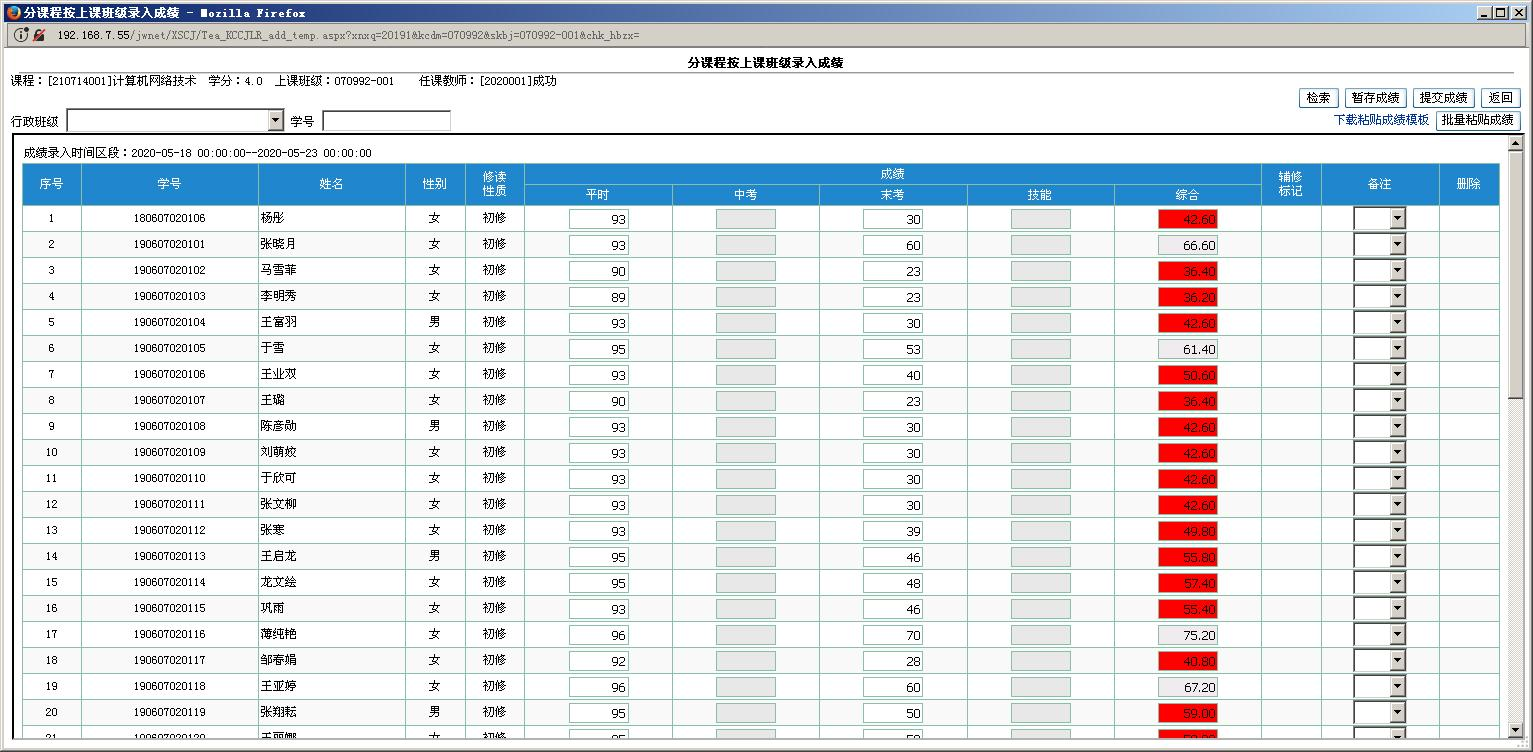 分课程按上课班级录入成绩 - Mozilla Firefox
192.168.7.55/jwnet/XSCJ/Tea_KCCJLR_add_temp.aspx?xnxq=20191&kcdm=070992&skbj=070992-001&chk_hbzx=
分课程按上课班级录入成绩
课程：[210714001]计算机网络技术 学分：4.0 上课班级：070992-001 任课教师：[2020001]成功
检索 暂存成绩 提交成绩 返回
行政班级 学号 下载粘贴成绩模板 批量粘贴成绩
成绩录入时间区段：2020-05-18 00:00:00--2020-05-23 00:00:00
序号 学号 姓名 性别 修读性质 成绩 辅修标记 备注 删除
平时 中考 末考 技能 综合
1 180607020106 杨彤 女 初修 93 30 42.60
2 190607020101 张晓月 女 初修 93 60 66.60
3 190607020102 马雪菲 女 初修 90 23 36.40
4 190607020103 李明秀 女 初修 89 23 36.20
5 190607020104 王富羽 男 初修 93 30 42.60
6 190607020105 于雪 女 初修 95 53 61.40
7 190607020106 女 初修 93 40 50.60
8 190607020107 王璐 女 初修 90 23 36.40
9 190607020108 陈彦勋 男 初修 93 30 42.60
10 190607020109 刘萌姣 女 初修 93 30 42.60
11 190607020110 于欣可 女 初修 93 30 42.60
12 190607020111 张文柳 女 初修 93 30 42.60
13 190607020112 张寒 女 初修 93 39 49.80
14 190607020113 王启龙 男 初修 95 46 55.80
15 190607020114 龙文绘 女 初修 95 48 57.40
16 190607020115 巩雨 女 初修 93 46 55.40
17 190607020116 薄纯艳 女 初修 96 70 75.20
18 190607020117 邹春娟 女 初修 92 28 40.80
19 190607020118 王亚婷 女 初修 96 60 67.20
20 190607020119 张翔耘 男 初修 95 50 59.00